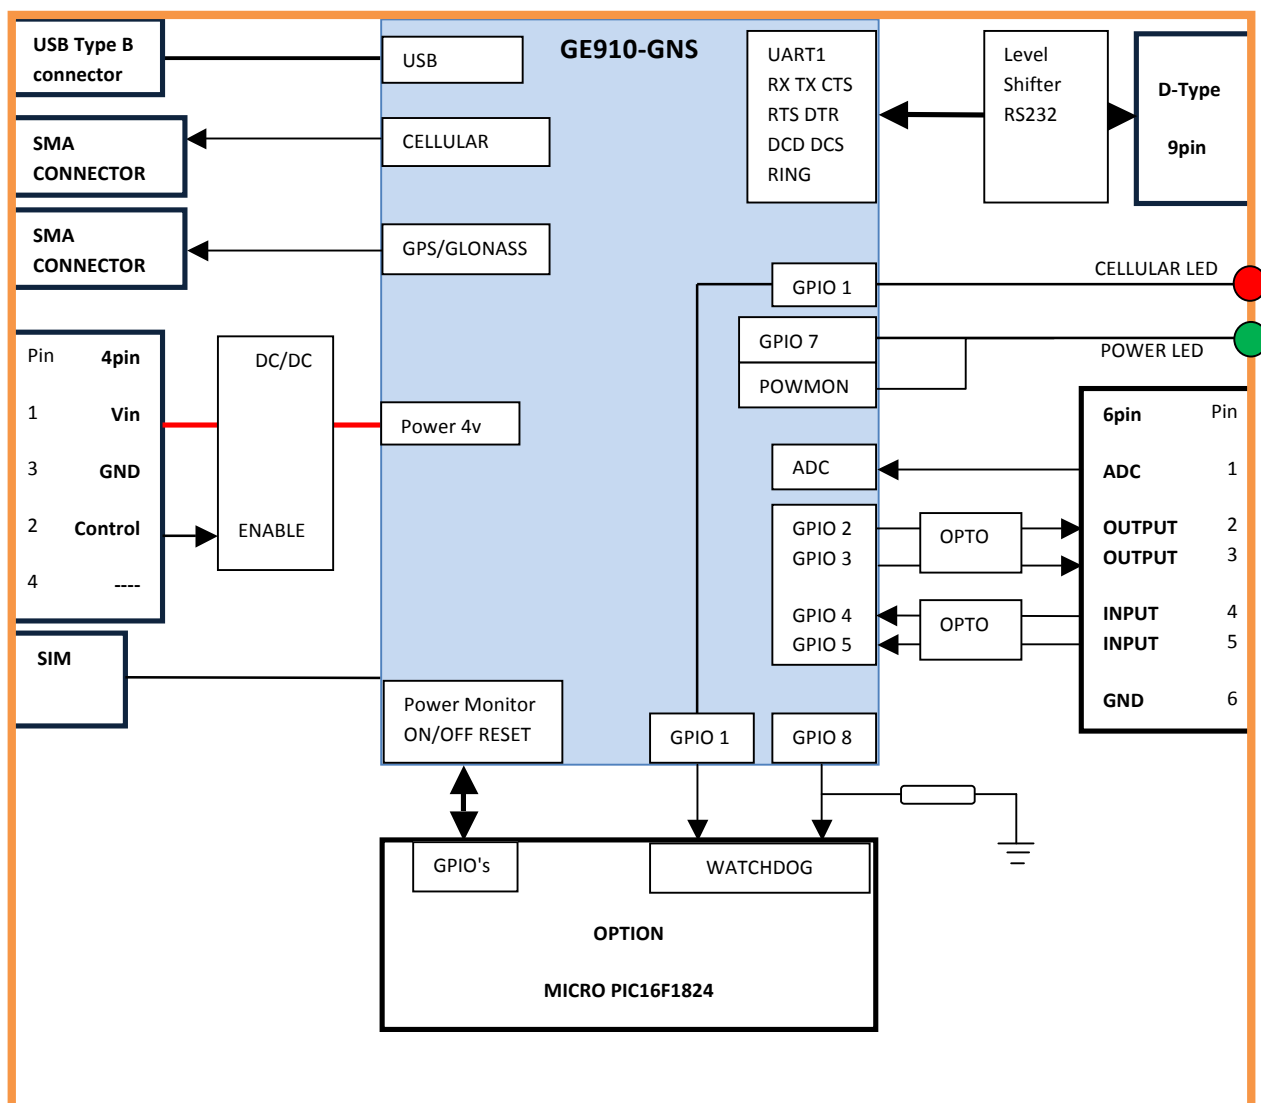 USB Type B
connector
SMA
CONNECTOR
SMA
CONNECTOR
Pin 4pin
1 Vin
3 GND
2 Control
4 ----
SIM
DC/DC
ENABLE
GE910-GNS
USB
CELLULAR
GPS/GLONASS
Power 4v
Power Monitor
ON/OFF RESET
UART1
RX TX CTS
RTS DTR
DCD DCS
RING
GPIO 1
GPIO 7
POWMON
ADC
GPIO 2
GPIO 3
GPIO 4
GPIO 5
GPIO 1
GPIO 8
Level
Shifter
RS232
D-Type
9pin
CELLULAR LED
POWER LED
OPTO
OPTO
6pin Pin
ADC 1
OUTPUT 2
OUTPUT 3
INPUT 4
INPUT 5
GND 6
GPIO's
WATCHDOG
OPTION
MICRO PIC16F1824